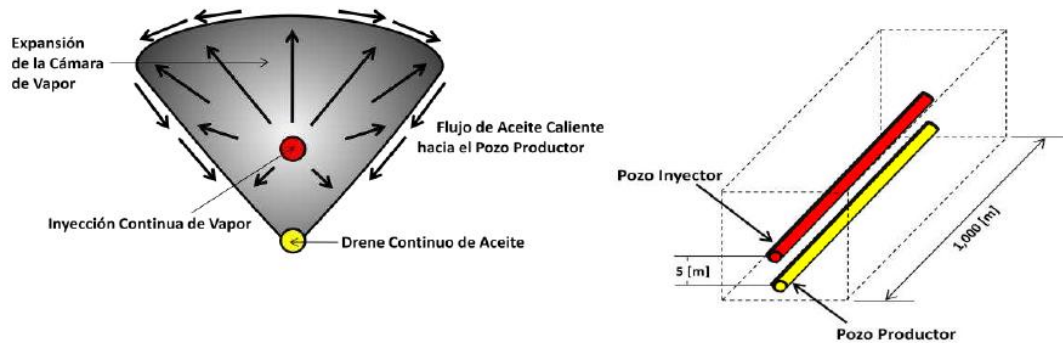 Expansión
de la Cámara
de Vapor
Flujo de Aceite Caliente
hacia el Pozo Productor
Inyección Continua de Vapor
Drene Continuo de Aceite
Pozo Inyector
5 [m]
1,000 [m]
Pozo Productor